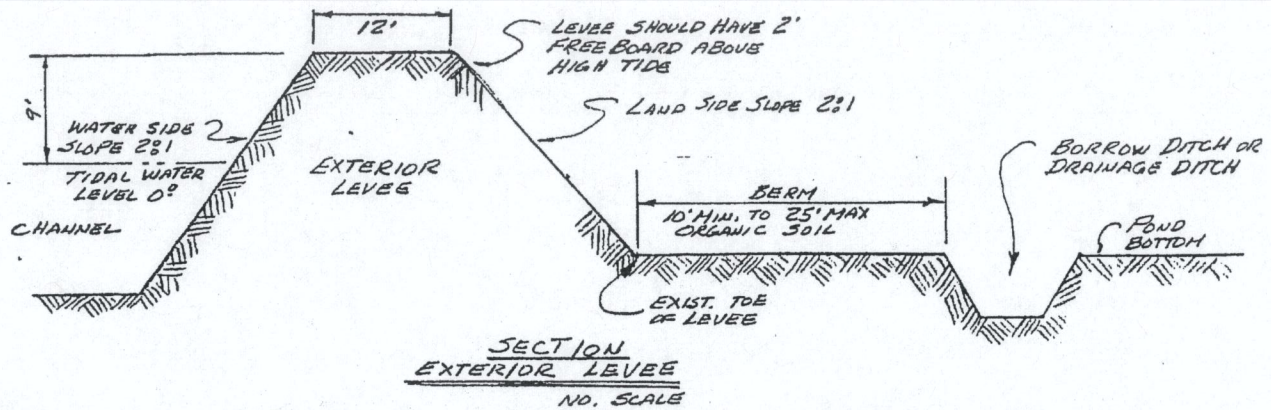 12'
LEVEE SHOULD HAVE 2'
FREE BOARD ABOVE
HIGH TIDE
9'
WATER SIDE
SLOPE 2:1
LAND SIDE SLOPE 2:1
TIDAL WATER
LEVEL 0°
EXTERIOR
LEVEE
BORROW DITCH OR
DRAINAGE DITCH
CHANNEL
BERM
10' MIN. TO 25' MAX
ORGANIC SOIL
POND
BOTTOM
EXIST. TOE
OF LEVEE
SECTION
EXTERIOR LEVEE
NO. SCALE